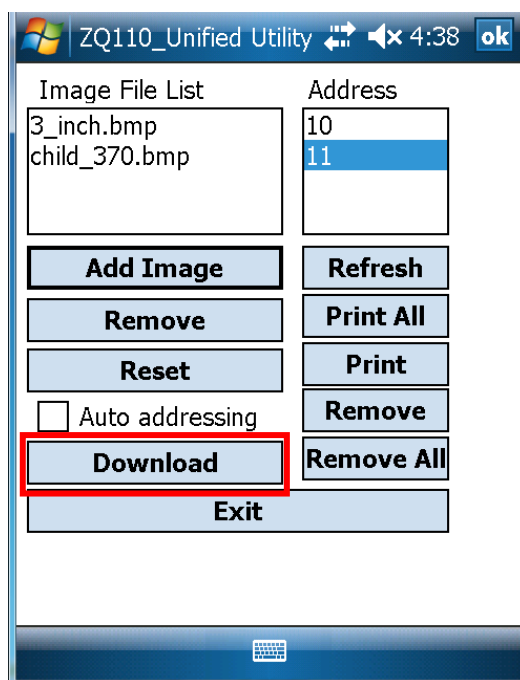 ZQ110_Unified Utility 4:38 ok
Image File List
Address
3_inch.bmp
child_370.bmp
10
11
Add Image
Refresh
Remove
Print All
Reset
Print
Auto addressing
Remove
Download
Remove All
Exit